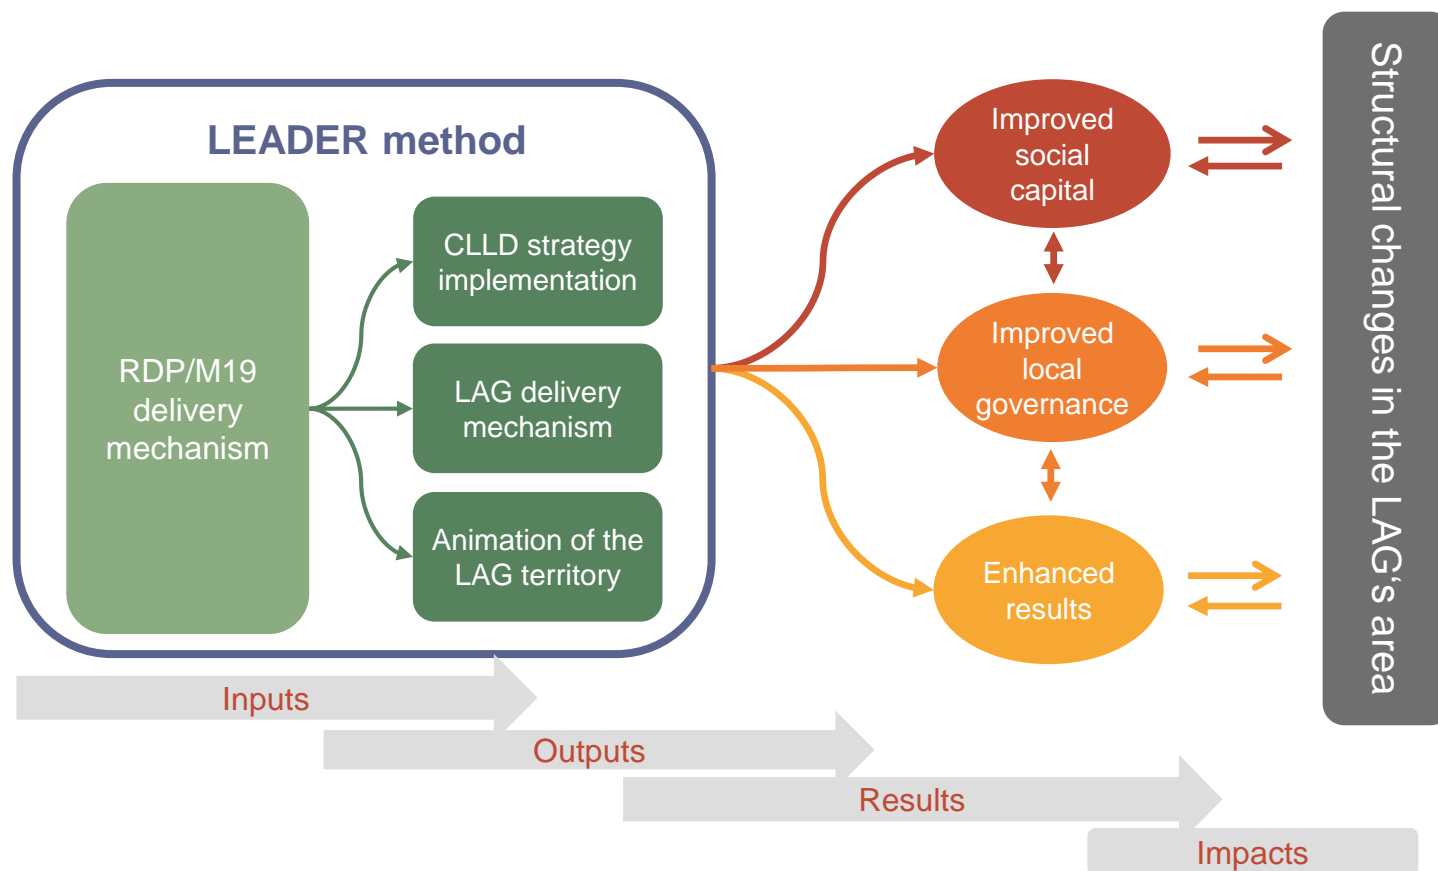 LEADER method
RDP/M19
delivery
mechanism
CLLD strategy
implementation
LAG delivery
mechanism
Animation of the
LAG territory
Improved
social
capital
Improved
local
governance
Enhanced
results
Structural changes in the LAG‘s area
Inputs
Outputs
Results
Impacts